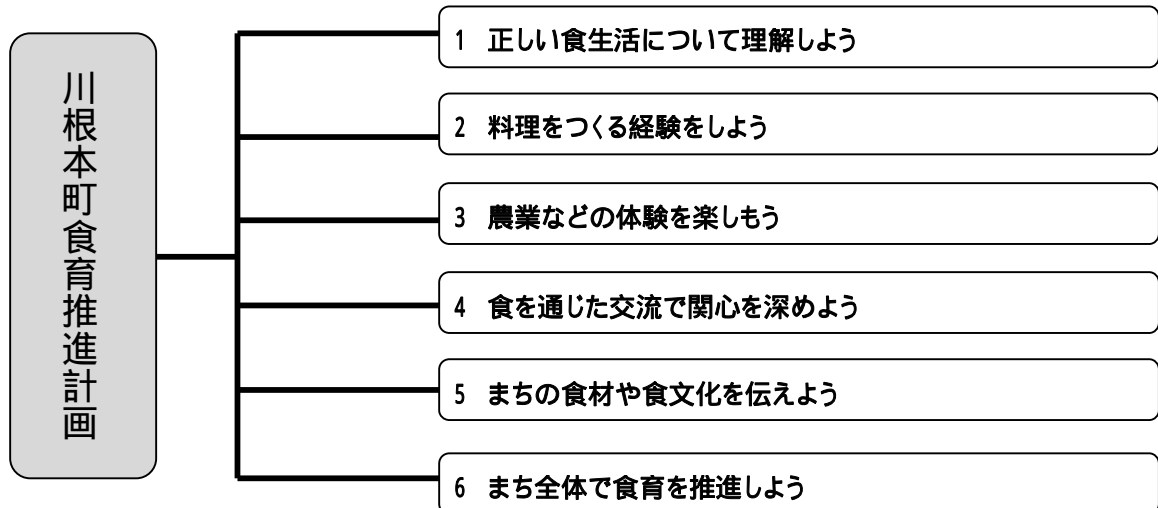 川根本町食育推進計画
1 正しい食生活について理解しよう
2 料理をつくる経験をしよう
3 農業などの体験を楽しもう
4 食を通じた交流で関心を深めよう
5 まちの食材や食文化を伝えよう
6 まち全体で食育を推進しよう